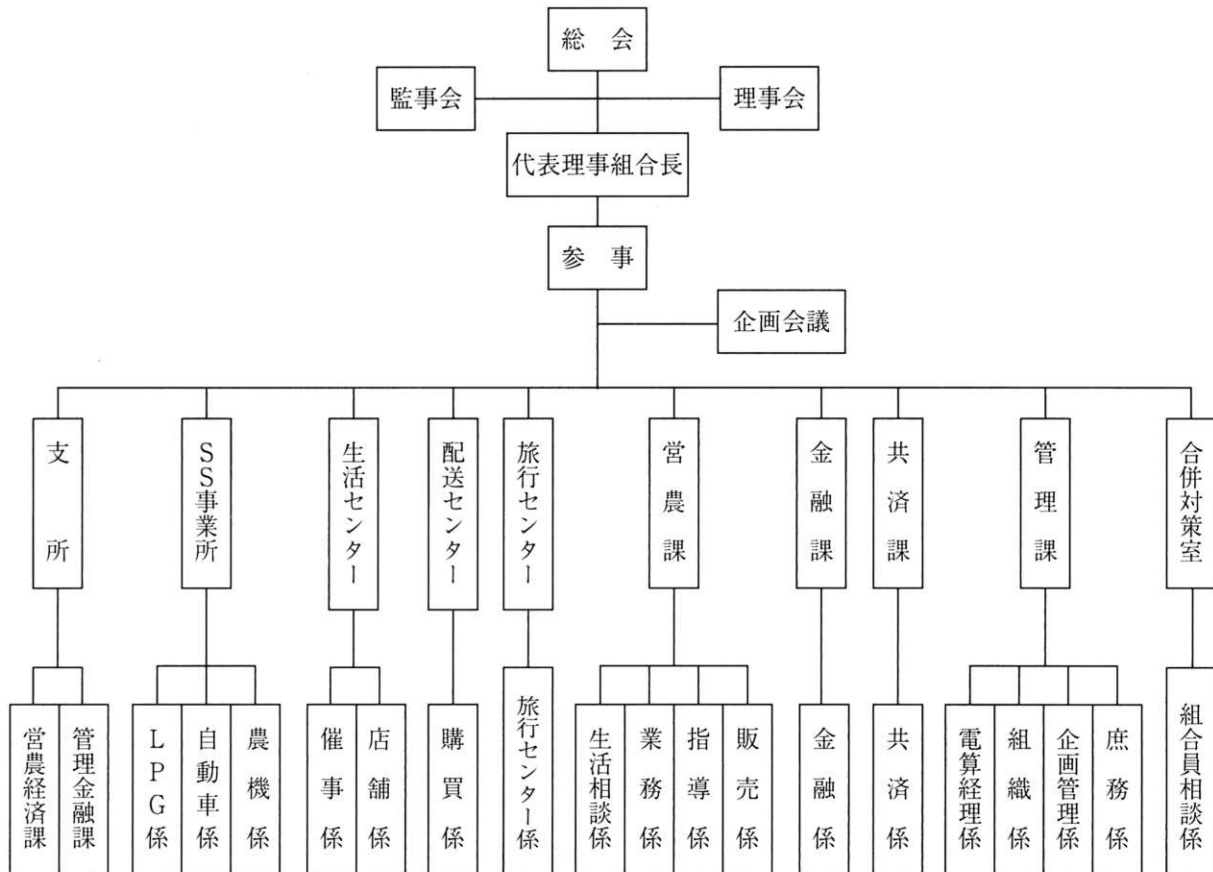 総会
監事会
理事会
代表理事組合長
参事
企画会議
支所
SS事業所
生活センター
配送センター
旅行センター
営農課
金融課
共済課
管理課
合併対策室
営農経済課
管理金融課
LPG係
自動車係
農機係
催事係
店舗係
購買係
旅行センター係
生活相談係
業務係
指導係
販売係
金融係
共済係
電算経理係
組織係
企画管理係
庶務係
組合員相談係